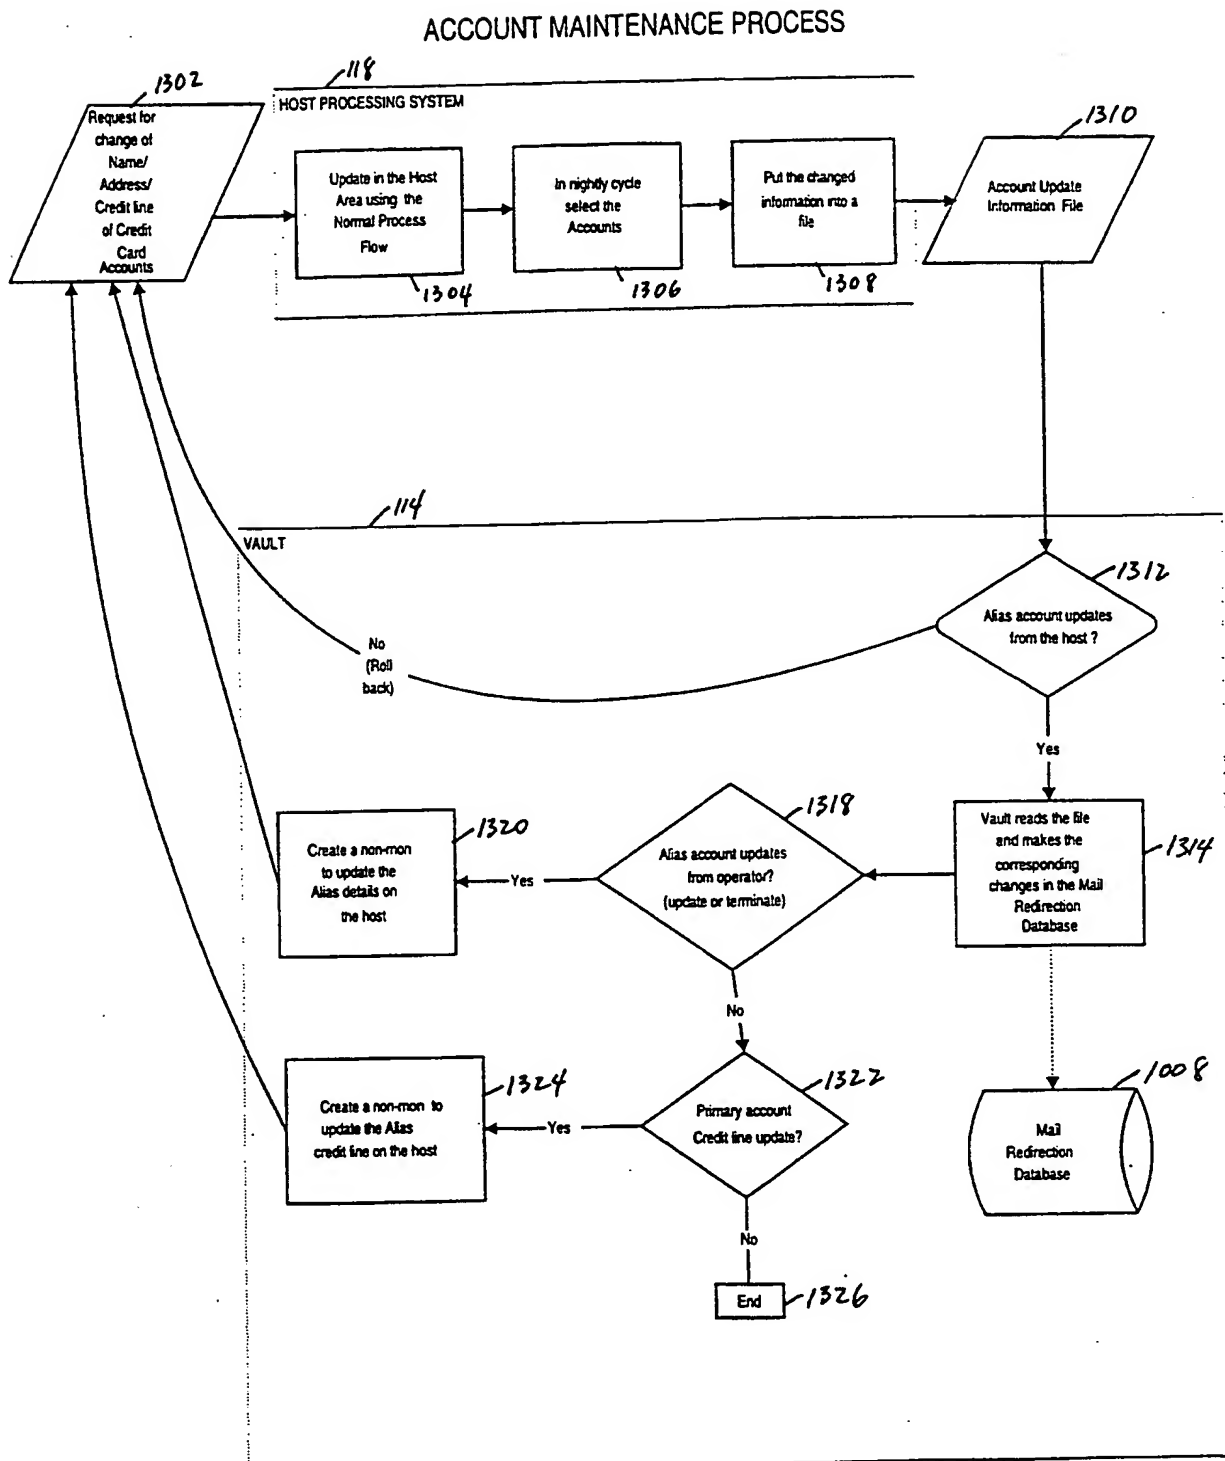 ACCOUNT MAINTENANCE PROCESS
1302
118
HOST PROCESSING SYSTEM
Request for
change of
Name/
Address/
Credit line
of Credit
Card
Accounts
Update in the Host
Area using the
Normal Process
Flow
1304
In nightly cycle
select the
Accounts
1306
Put the changed
information into a
file
1308
1310
Account Update
Information File
114
VAULT
1312
Alias account updates
from the host ?
No
(Roll
back)
Yes
1314
Vault reads the file
and makes the
corresponding
changes in the Mail
Redirection
Database
1318
Alias account updates
from operator?
(update or terminate)
Yes
1320
Create a non-mon
to update the
Alias details on
the host
No
1322
Primary account
Credit line update?
Yes
1324
Create a non-mon to
update the Alias
credit line on the host
1008
Mail
Redirection
Database
No
End
1326